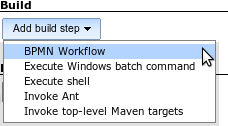 Build
Add build step
BPMN Workflow
Execute Windows batch command
Execute shell
Invoke Ant
Invoke top-level Maven targets